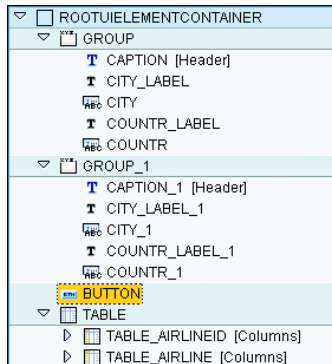 ROOTUIELEMENTCONTAINER
GROUP
CAPTION [Header]
CITY_LABEL
CITY
COUNTR_LABEL
COUNTR
GROUP_1
CAPTION_1 [Header]
CITY_LABEL_1
CITY_1
COUNTR_LABEL_1
COUNTR_1
BUTTON
TABLE
TABLE_AIRLINEID [Columns]
TABLE_AIRLINE [Columns]